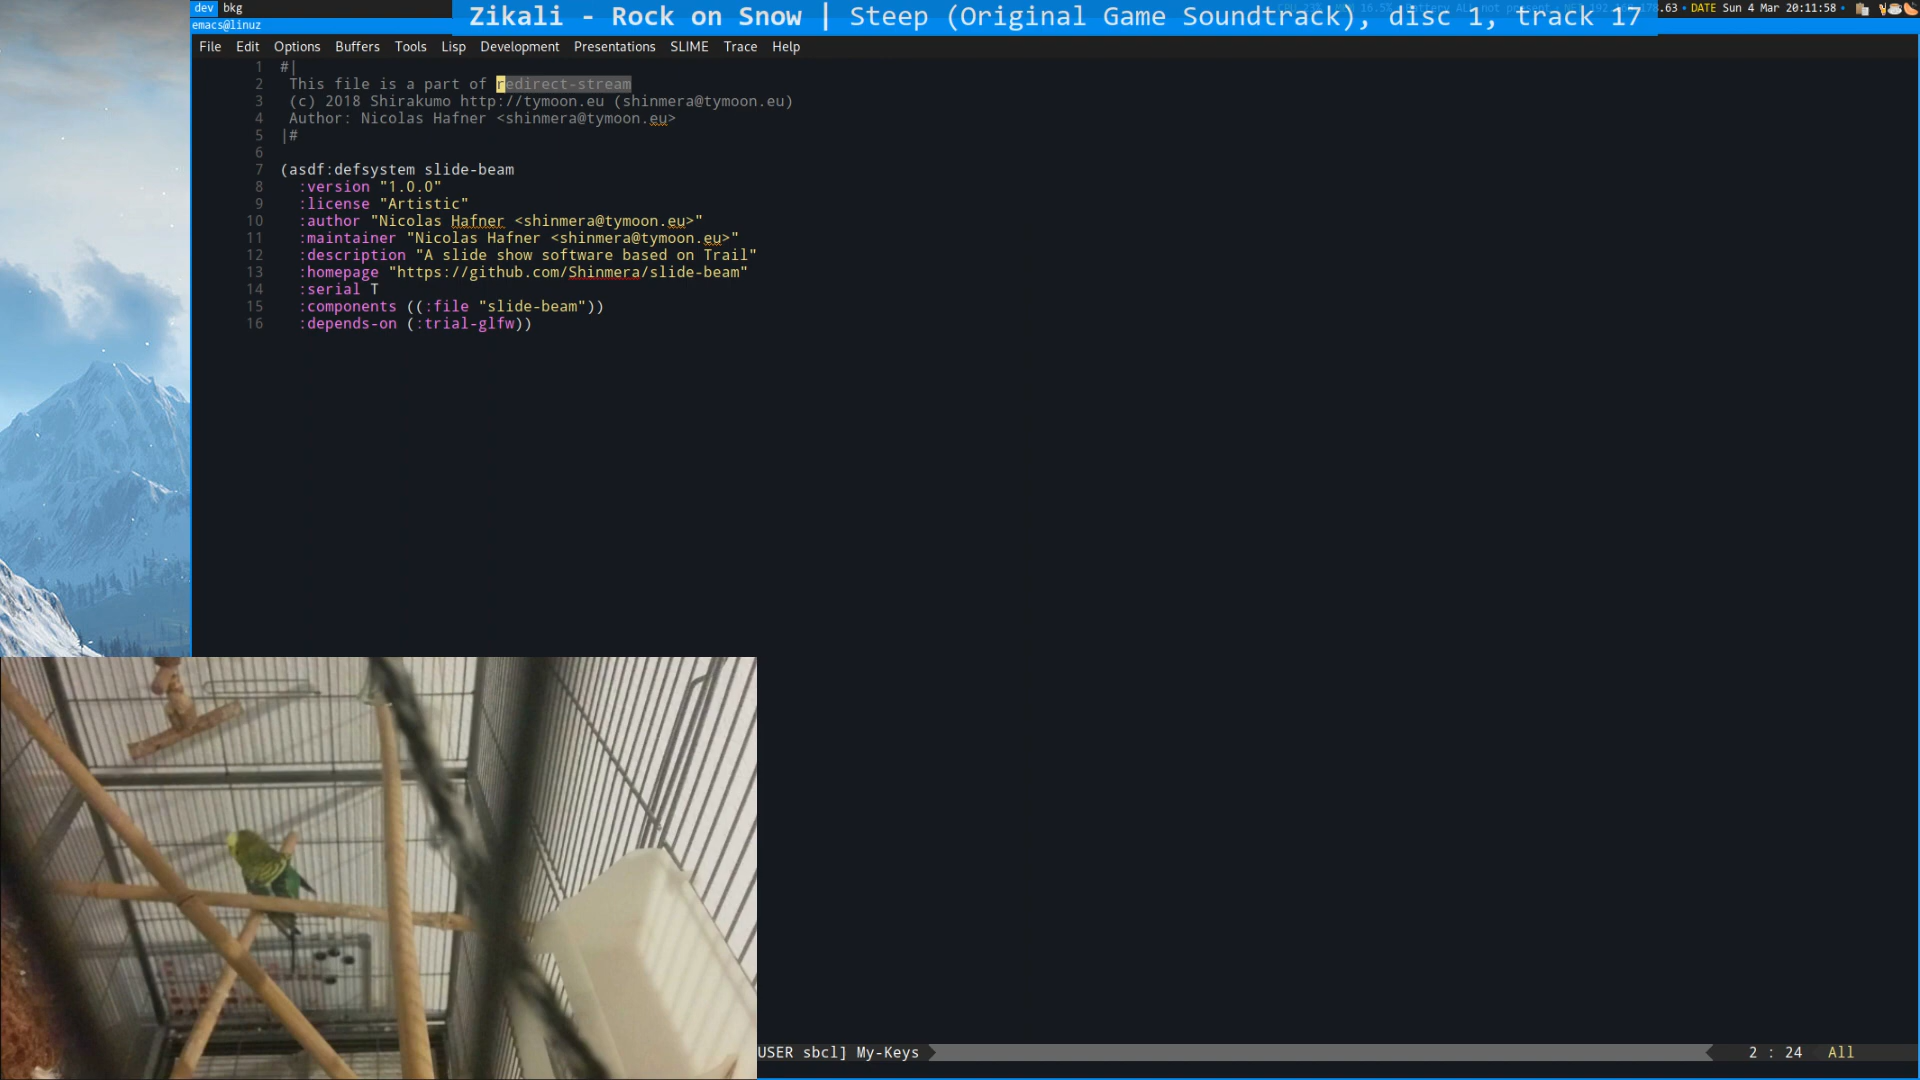 dev bkg
Zikali - Rock on Snow | Steep (Original Game Soundtrack), disc 1, track 17
.63 • DATE Sun 4 Mar 20:11:58 •
emacs@linuz
File Edit Options Buffers Tools Lisp Development Presentations SLIME Trace Help
1 #|
2 This file is a part of redirect-stream
3 (c) 2018 Shirakumo http://tymoon.eu (shinmera@tymoon.eu)
4 Author: Nicolas Hafner <shinmera@tymoon.eu>
5 |#
6
7 (asdf:defsystem slide-beam
8 :version "1.0.0"
9 :license "Artistic"
10 :author "Nicolas Hafner <shinmera@tymoon.eu>"
11 :maintainer "Nicolas Hafner <shinmera@tymoon.eu>"
12 :description "A slide show software based on Trail"
13 :homepage "https://github.com/Shinmera/slide-beam"
14 :serial T
15 :components ((:file "slide-beam"))
16 :depends-on (:trial-glfw))
USER sbcl] My-Keys 2 : 24 All